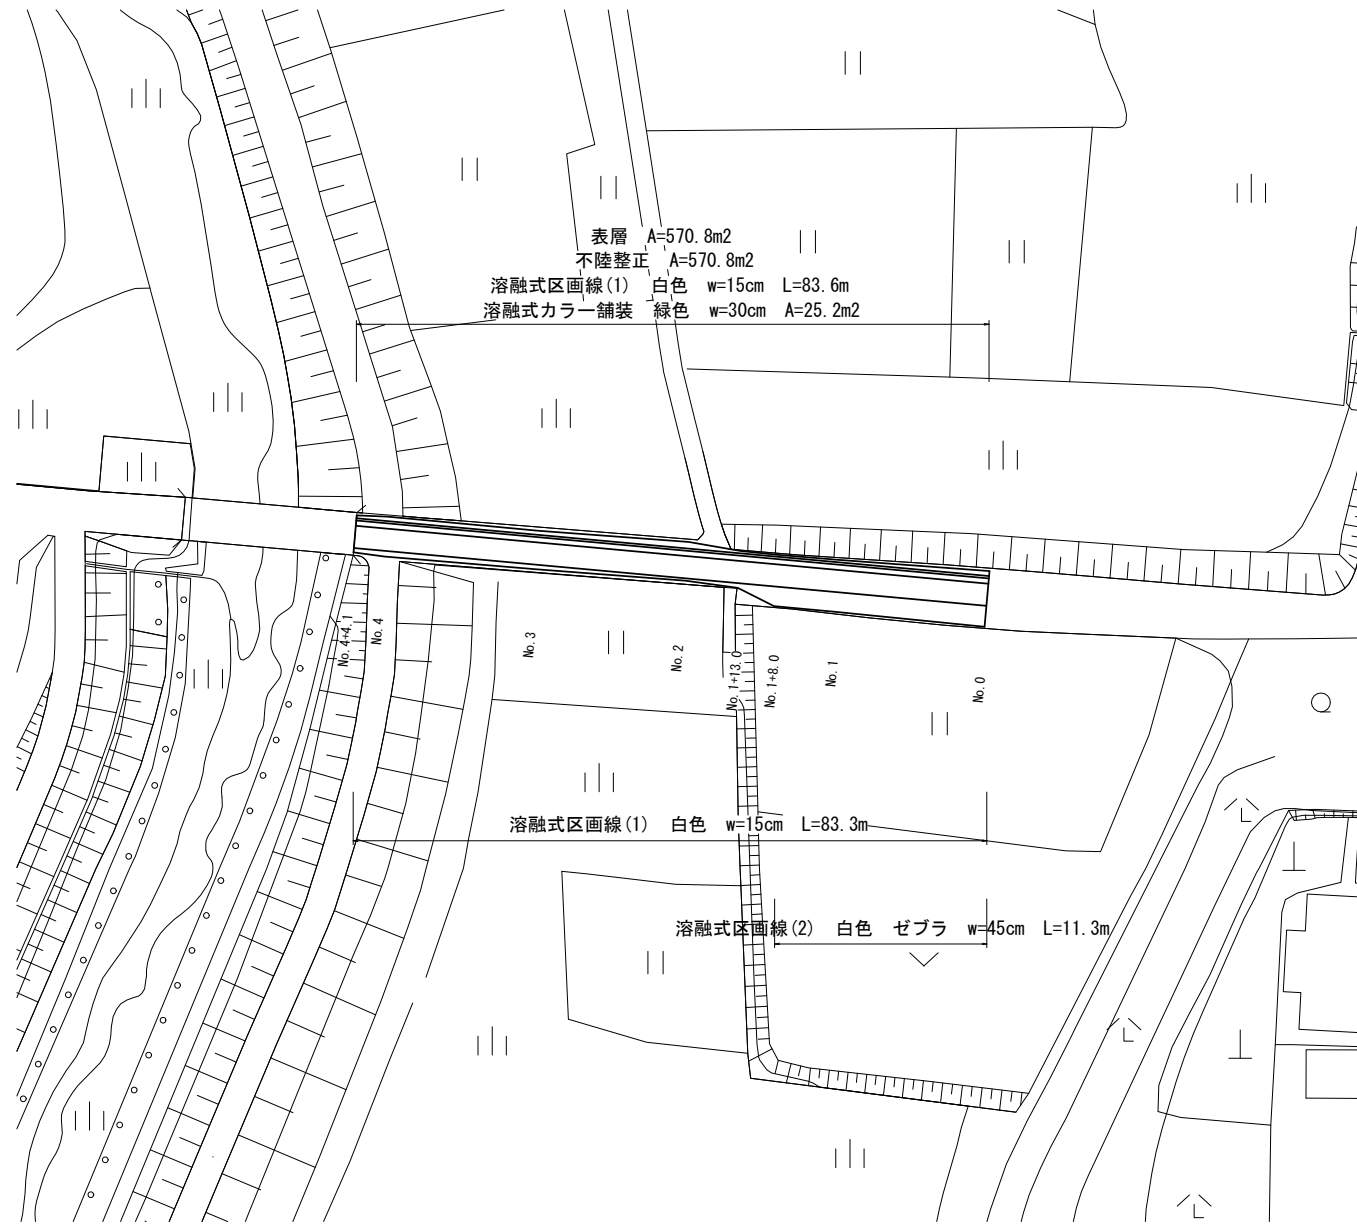 表層　A=570.8m2
不陸整正　A=570.8m2
溶融式区画線(1)　白色　w=15cm　L=83.6m
溶融式カラー舗装　緑色　w=30cm　A=25.2m2
No.4+4.1
No.4
No.3
No.2
No.1+13.0
No.1+8.0
No.1
No.0
溶融式区画線(1)　白色　w=15cm　L=83.3m
溶融式区画線(2)　白色　ゼブラ　w=45cm　L=11.3m